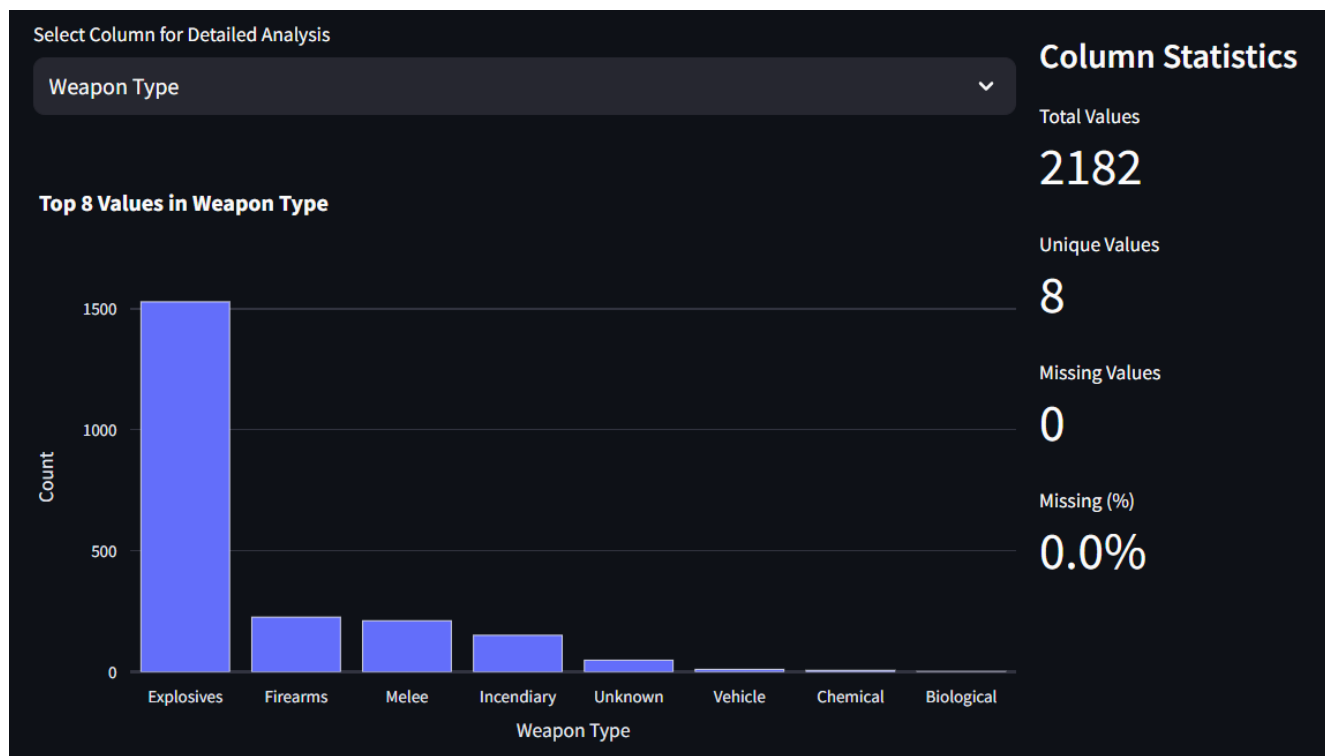 Select Column for Detailed Analysis
Weapon Type
Top 8 Values in Weapon Type
1500
1000
500
0
Count
Explosives Firearms Melee Incendiary Unknown Vehicle Chemical Biological
Weapon Type
Column Statistics
Total Values
2182
Unique Values
8
Missing Values
0
Missing (%)
0.0%